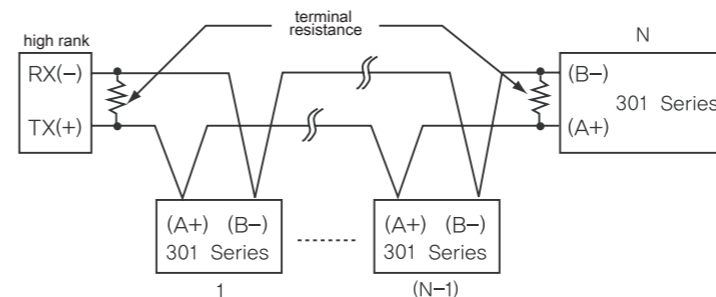 terminal
resistance
high rank
RX(-)
TX(+)
N
(B-)
301 Series
(A+)
(A+) (B-)
301 Series
1
(A+) (B-)
301 Series
(N-1)